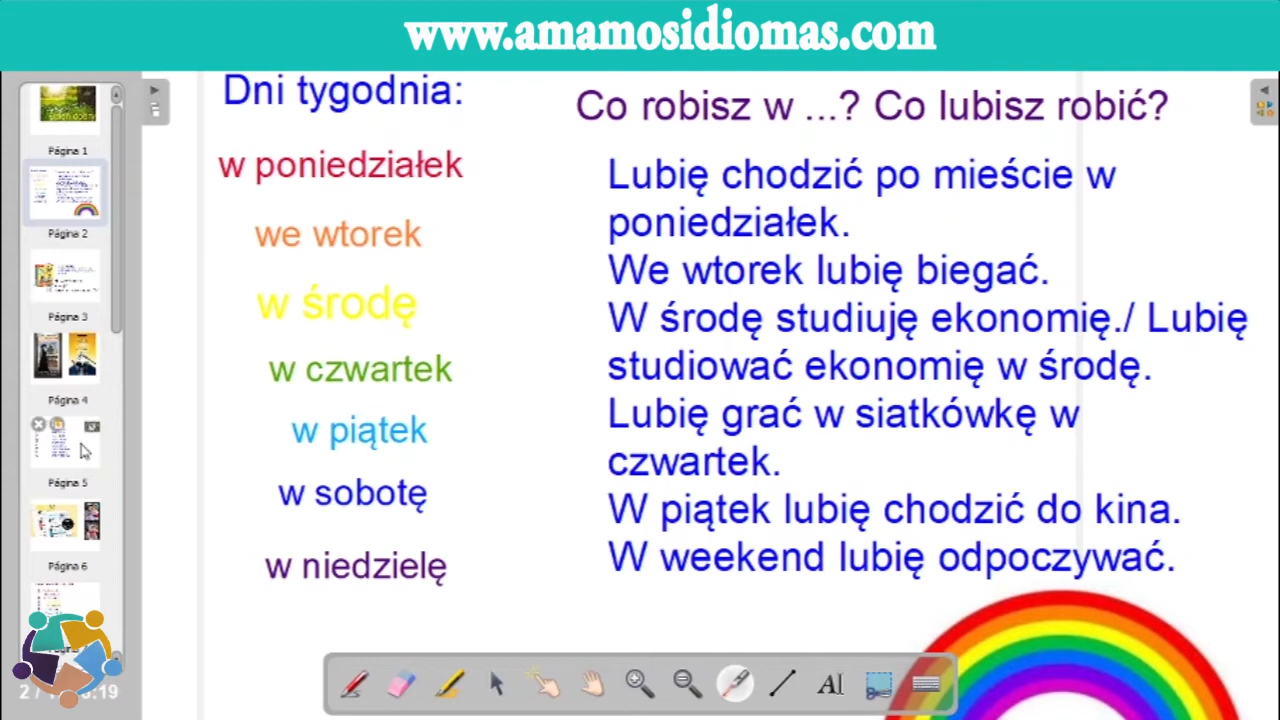 www.amamosidiomas.com
Dni tygodnia:
w poniedziałek
we wtorek
w środę
w czwartek
w piątek
w sobotę
w niedzielę
Co robisz w ...? Co lubisz robić?
Lubię chodzić po mieście w
poniedziałek.
We wtorek lubię biegać.
W środę studiuję ekonomię./ Lubię
studiować ekonomię w środę.
Lubię grać w siatkówkę w
czwartek.
W piątek lubię chodzić do kina.
W weekend lubię odpoczywać.
Página 1
Página 2
Página 3
Página 4
Página 5
Página 6
AI